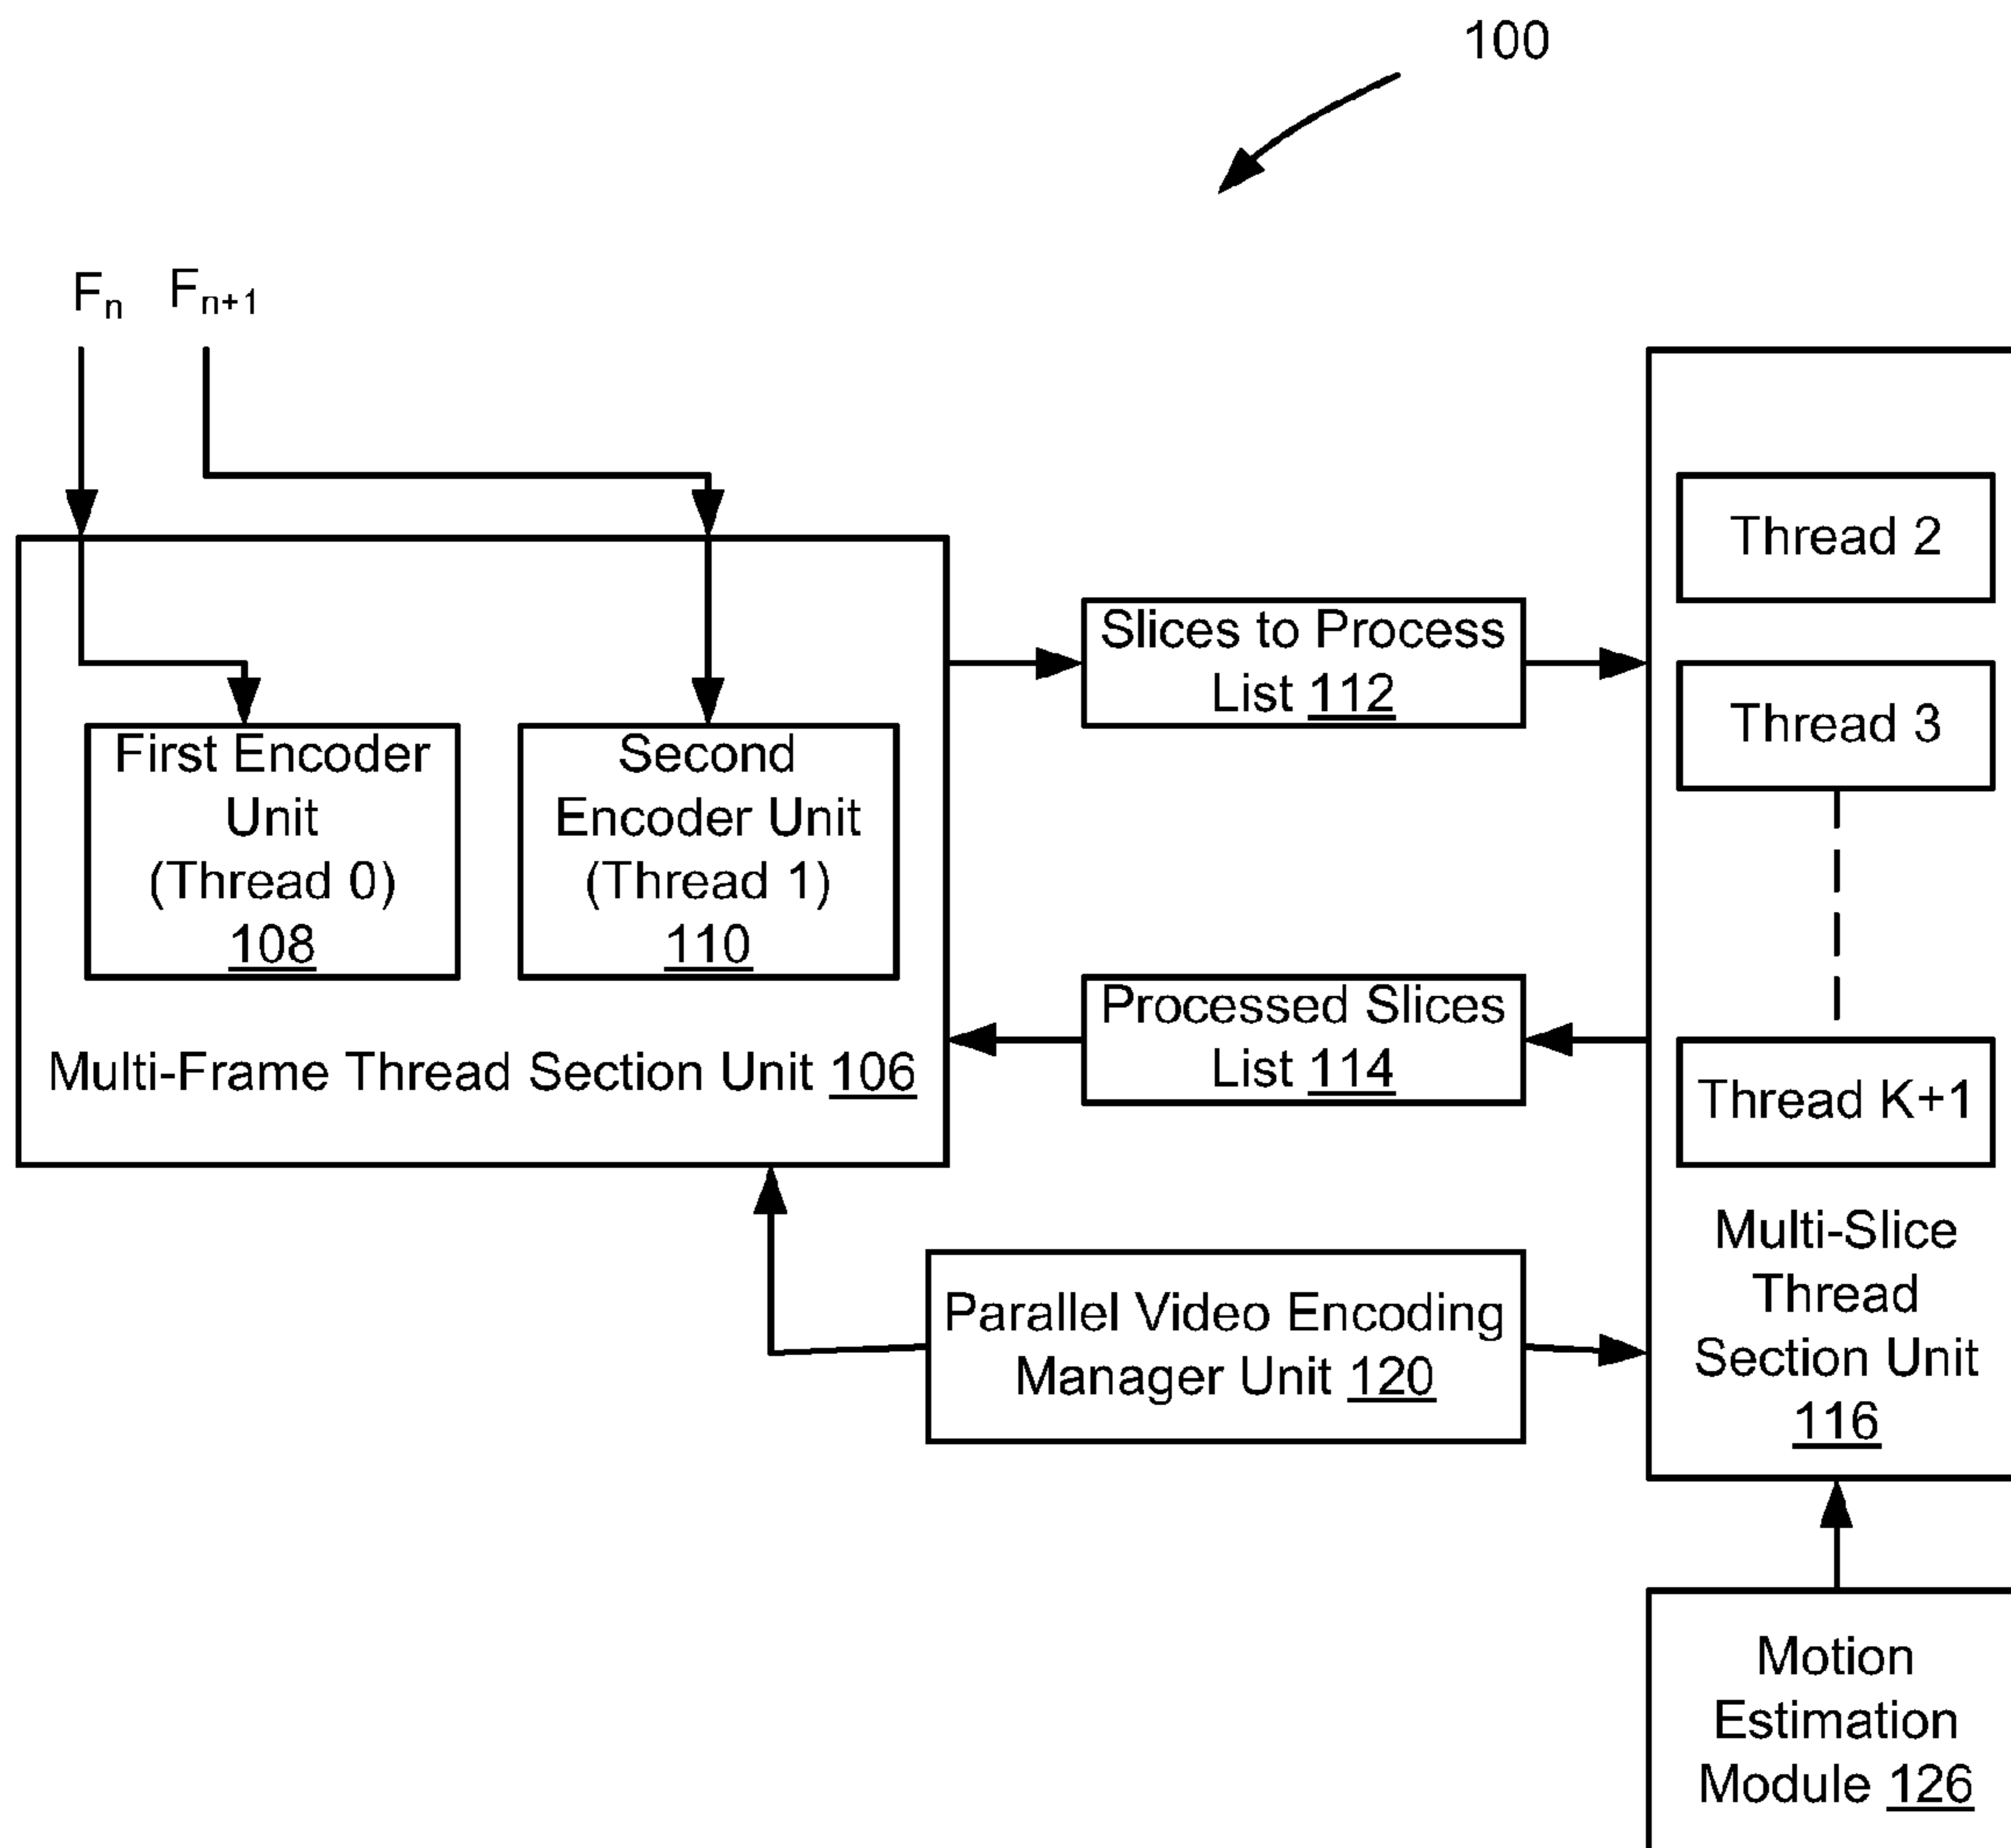 100
Fn Fn+1
First Encoder
Unit
(Thread 0)
108
Second
Encoder Unit
(Thread 1)
110
Multi-Frame Thread Section Unit 106
Slices to Process
List 112
Processed Slices
List 114
Parallel Video Encoding
Manager Unit 120
Thread 2
Thread 3
Thread K+1
Multi-Slice
Thread
Section Unit
116
Motion
Estimation
Module 126